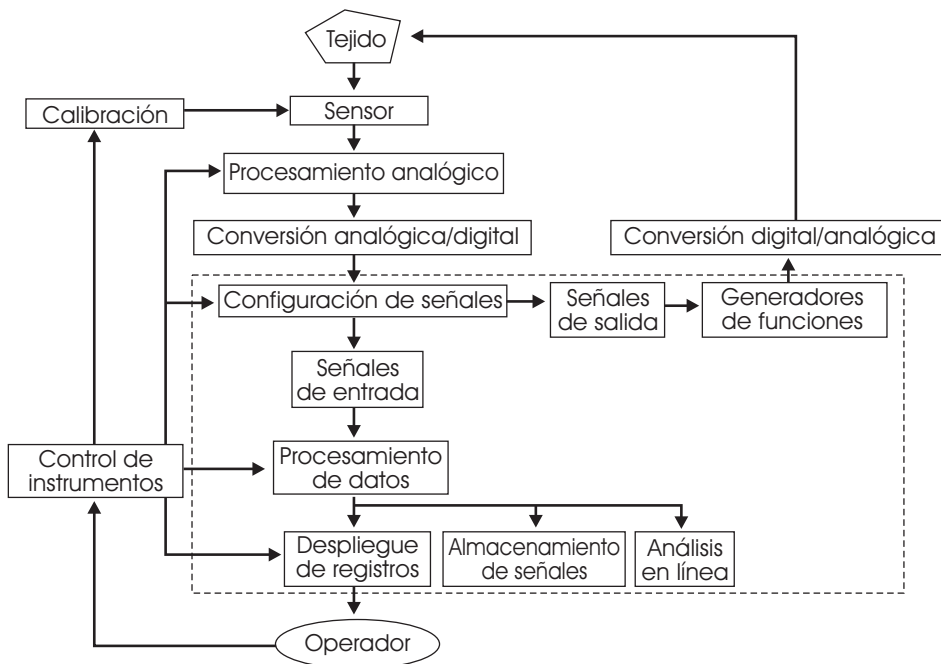 Tejido
Calibración
Sensor
Procesamiento analógico
Conversión analógica/digital
Conversión digital/analógica
Configuración de señales
Señales
de salida
Generadores
de funciones
Señales
de entrada
Control de
instrumentos
Procesamiento
de datos
Despliegue
de registros
Almacenamiento
de señales
Análisis
en línea
Operador